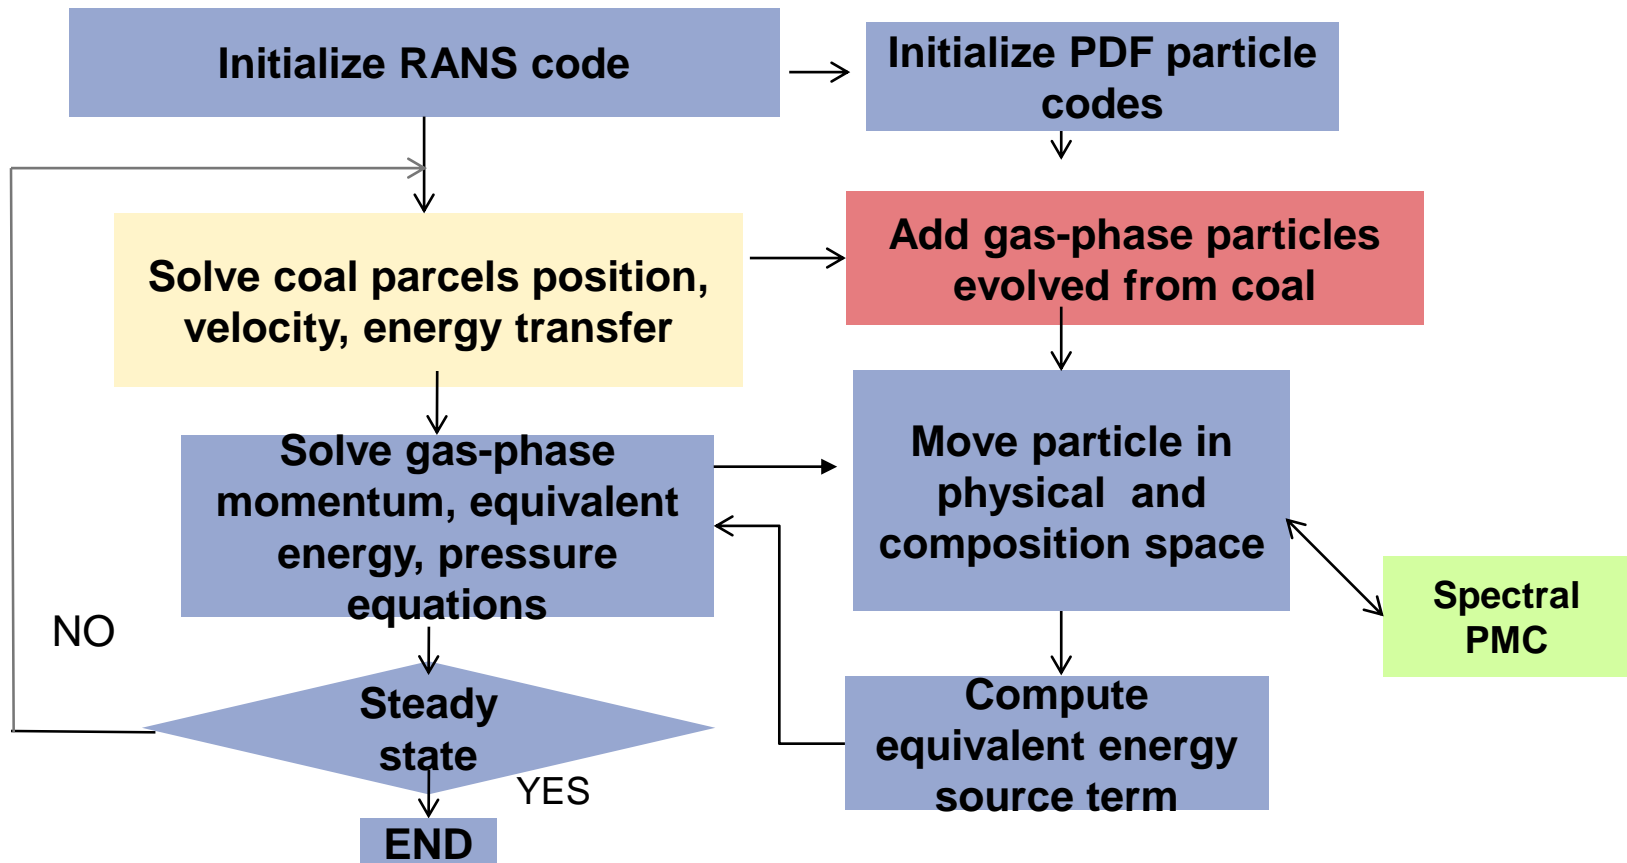 Initialize RANS code
Initialize PDF particle
codes
Solve coal parcels position,
velocity, energy transfer
Add gas-phase particles
evolved from coal
Solve gas-phase
momentum, equivalent
energy, pressure
equations
Move particle in
physical and
composition space
Spectral
PMC
NO
Steady
state
YES
Compute
equivalent energy
source term
END